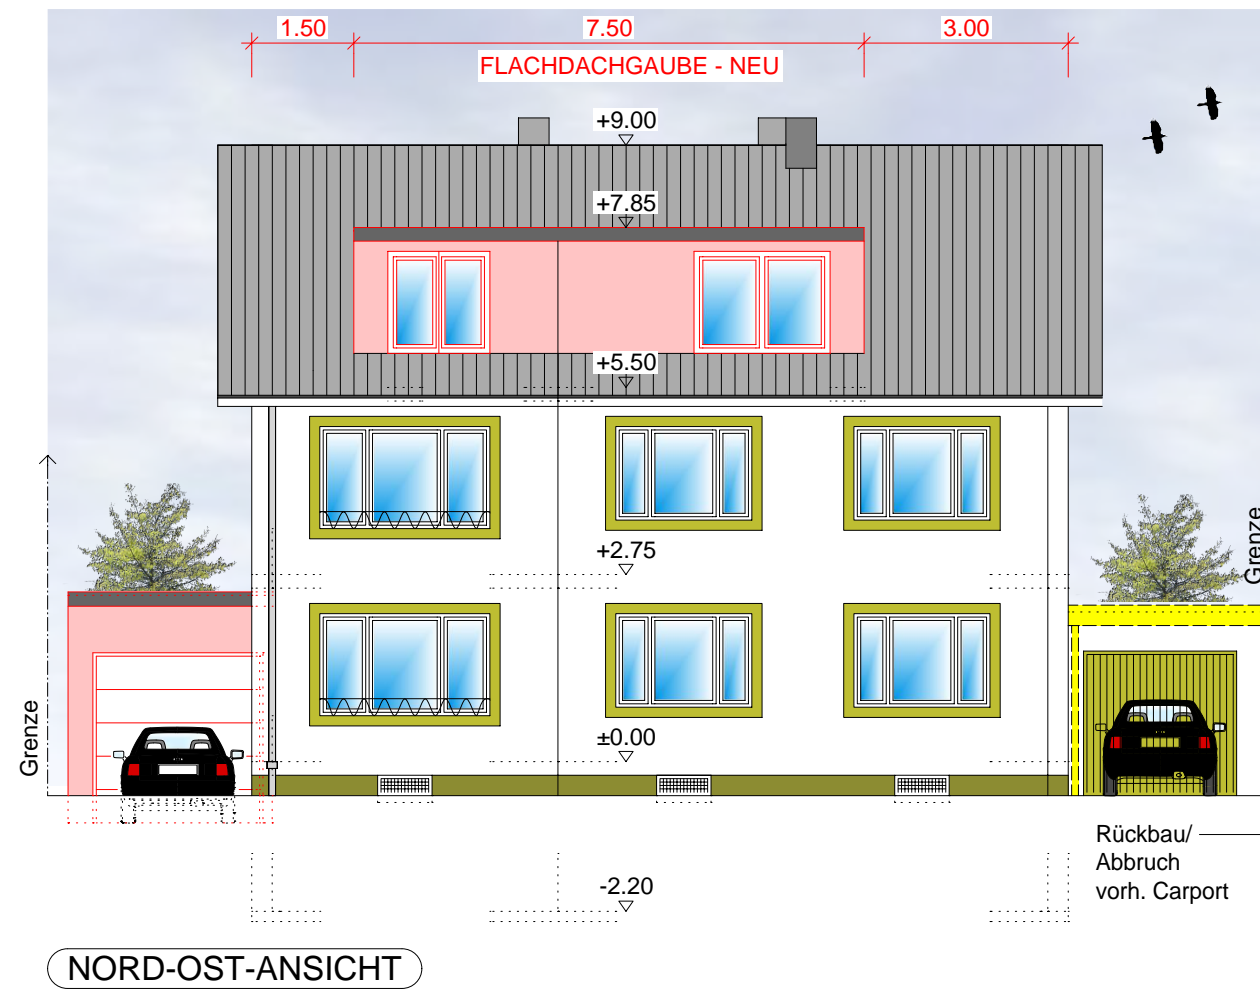 1.50
7.50
3.00
FLACHDACHGAUBE - NEU
+9.00
+7.85
+5.50
+2.75
Grenze
Grenze
±0.00
Rückbau/
Abbruch
vorh. Carport
-2.20
NORD-OST-ANSICHT